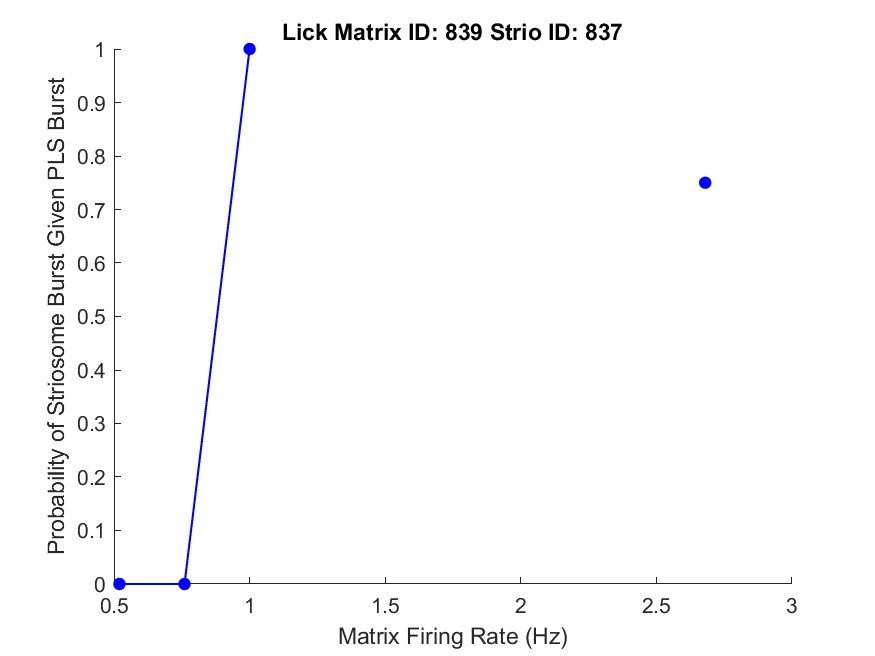 Lick Matrix ID: 839 Strio ID: 837
Probability of Striosome Burst Given PLS Burst
1
0.9
0.8
0.7
0.6
0.5
0.4
0.3
0.2
0.1
0
0.5 1 1.5 2 2.5 3
Matrix Firing Rate (Hz)